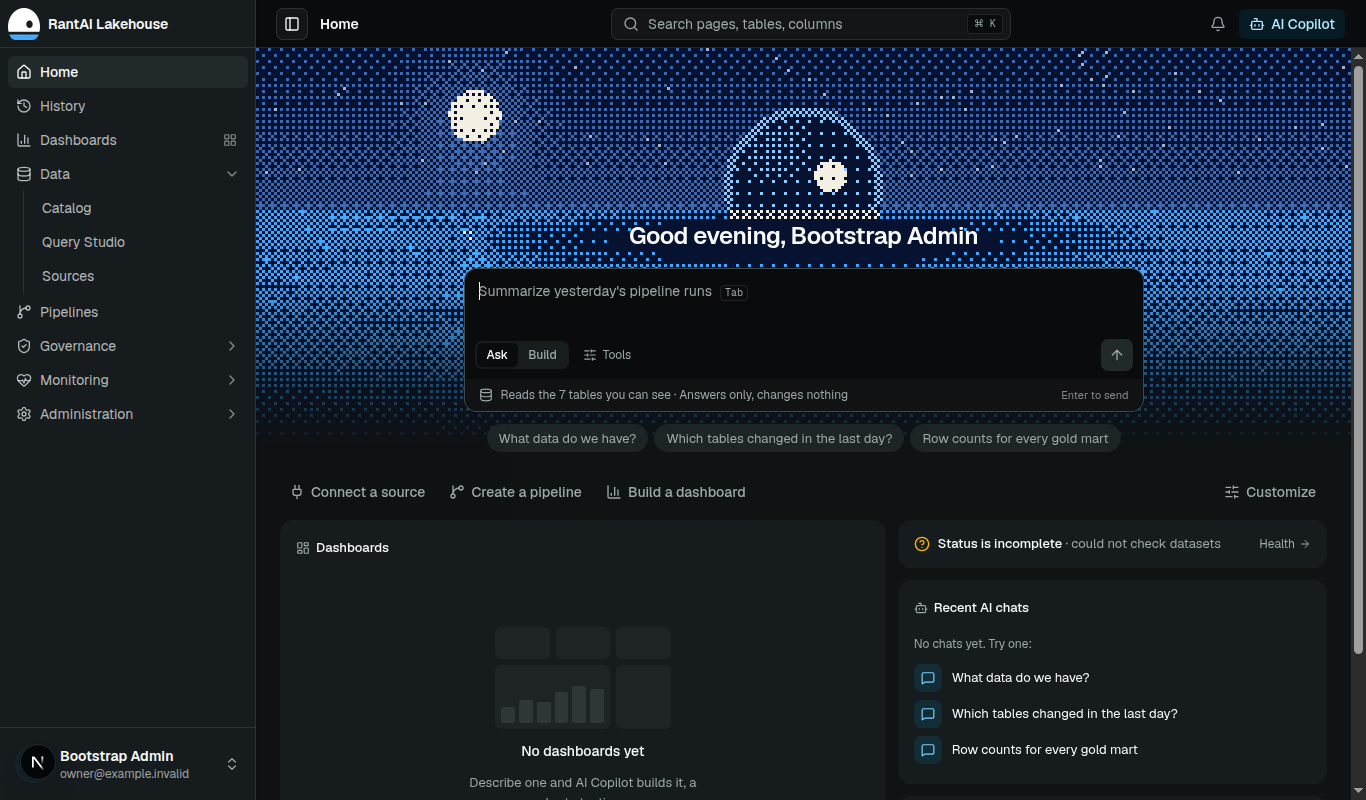 RantAI Lakehouse
Home
Search pages, tables, columns
⌘ K
AI Copilot
Home
History
Dashboards
Data
Catalog
Query Studio
Sources
Pipelines
Governance
Monitoring
Administration
Good evening, Bootstrap Admin
Summarize yesterday's pipeline runs Tab
Ask Build Tools
Reads the 7 tables you can see · Answers only, changes nothing
Enter to send
What data do we have?
Which tables changed in the last day?
Row counts for every gold mart
Connect a source
Create a pipeline
Build a dashboard
Customize
Dashboards
No dashboards yet
Describe one and AI Copilot builds it, a
Status is incomplete · could not check datasets
Health →
Recent AI chats
No chats yet. Try one:
What data do we have?
Which tables changed in the last day?
Row counts for every gold mart
N
Bootstrap Admin
owner@example.invalid